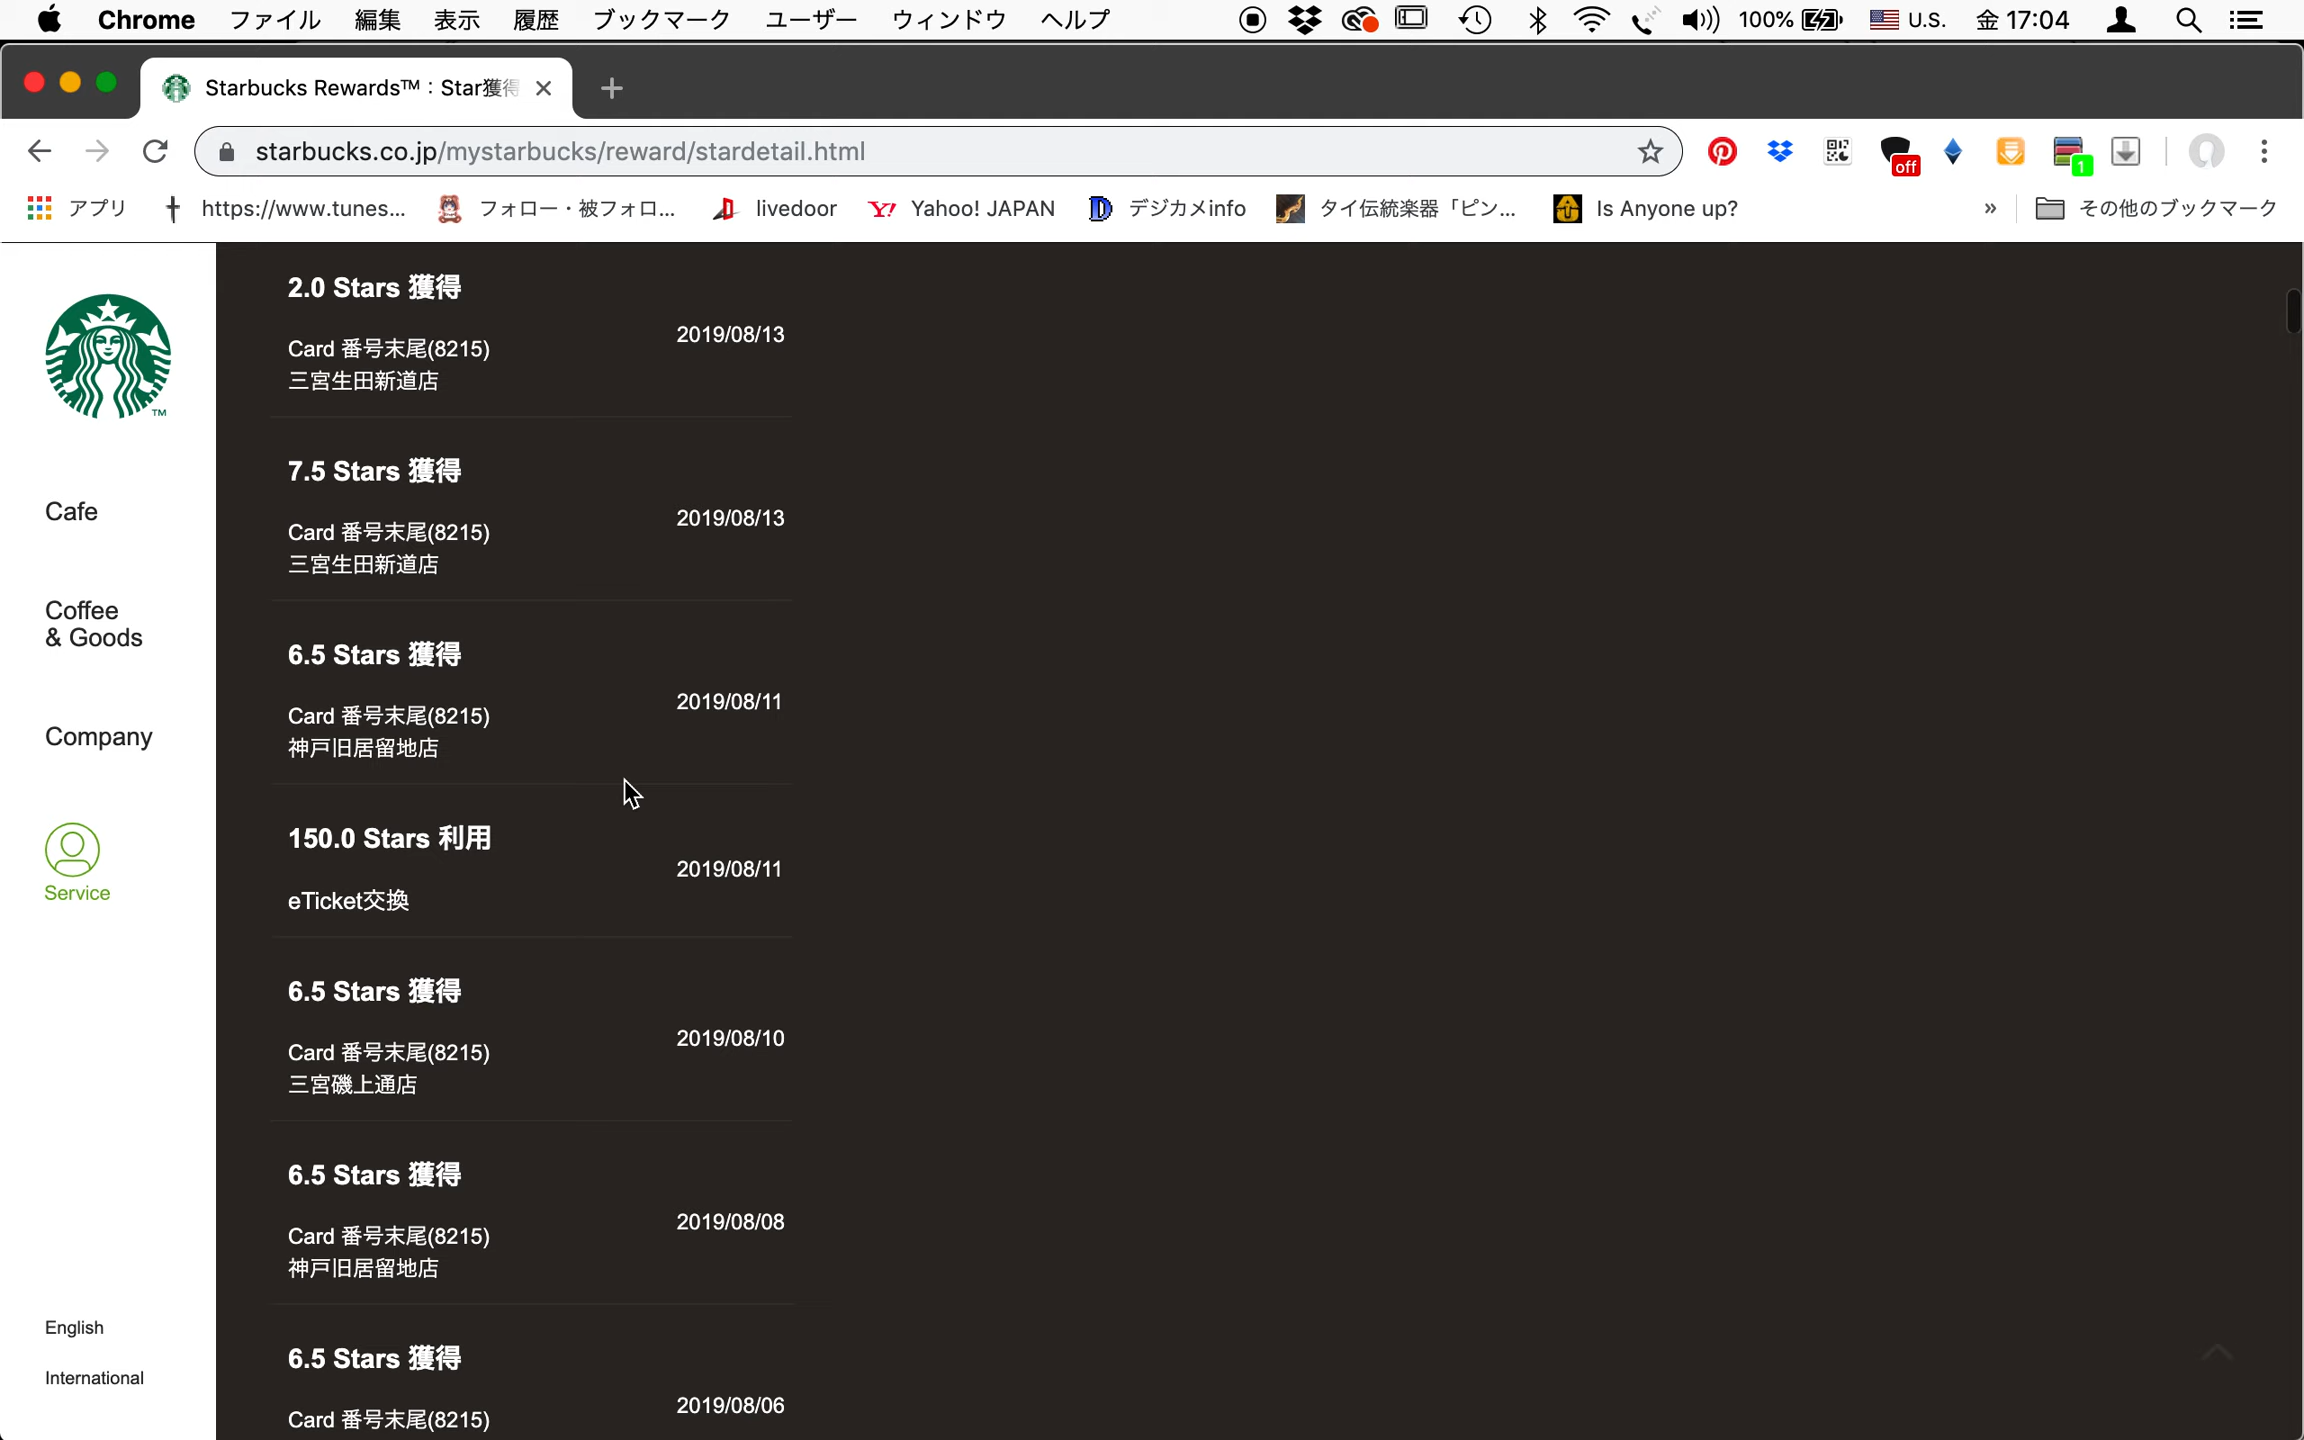 Chrome ファイル 編集 表示 履歴 ブックマーク ユーザー ウィンドウ ヘルプ 100% U.S. 金 17:04
Starbucks Rewards™：Star獲得
starbucks.co.jp/mystarbucks/reward/stardetail.html off 1
アプリ https://www.tunes... フォロー・被フォロ... livedoor Yahoo! JAPAN デジカメinfo タイ伝統楽器「ピン... Is Anyone up? » その他のブックマーク
TM
Cafe
Coffee
& Goods
Company
Service
English
International
2.0 Stars 獲得
2019/08/13
Card 番号末尾(8215)
三宮生田新道店
7.5 Stars 獲得
2019/08/13
Card 番号末尾(8215)
三宮生田新道店
6.5 Stars 獲得
2019/08/11
Card 番号末尾(8215)
神戸旧居留地店
150.0 Stars 利用
2019/08/11
eTicket交換
6.5 Stars 獲得
2019/08/10
Card 番号末尾(8215)
三宮磯上通店
6.5 Stars 獲得
2019/08/08
Card 番号末尾(8215)
神戸旧居留地店
6.5 Stars 獲得
2019/08/06
Card 番号末尾(8215)